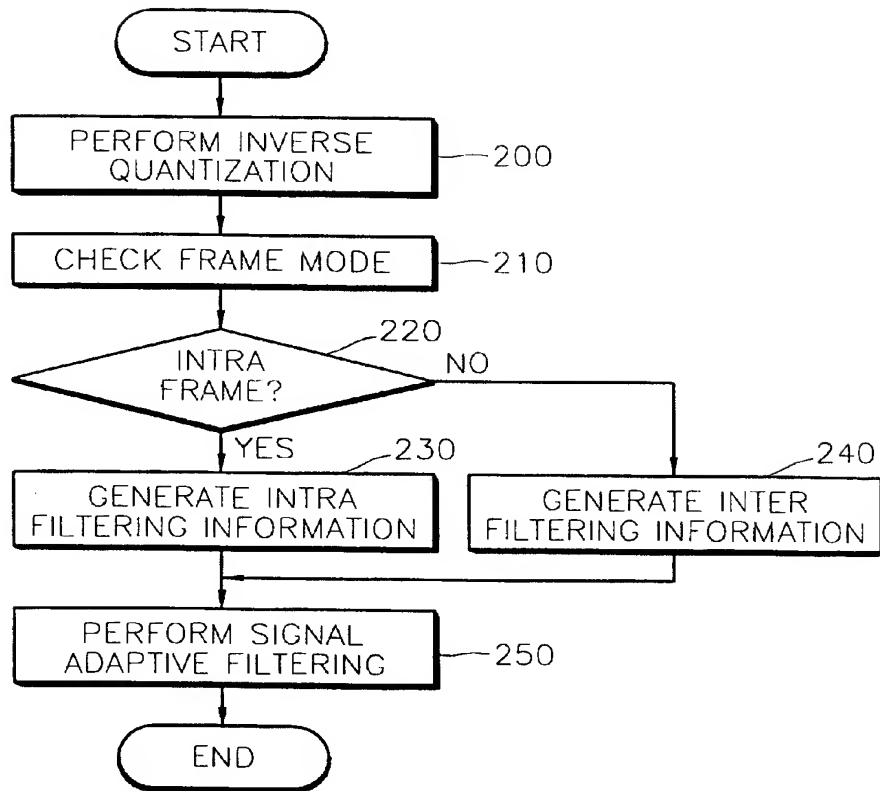 START
PERFORM INVERSE
QUANTIZATION
200
CHECK FRAME MODE
210
220
INTRA
FRAME?
NO
YES
230
240
GENERATE INTRA
FILTERING INFORMATION
GENERATE INTER
FILTERING INFORMATION
PERFORM SIGNAL
ADAPTIVE FILTERING
250
END